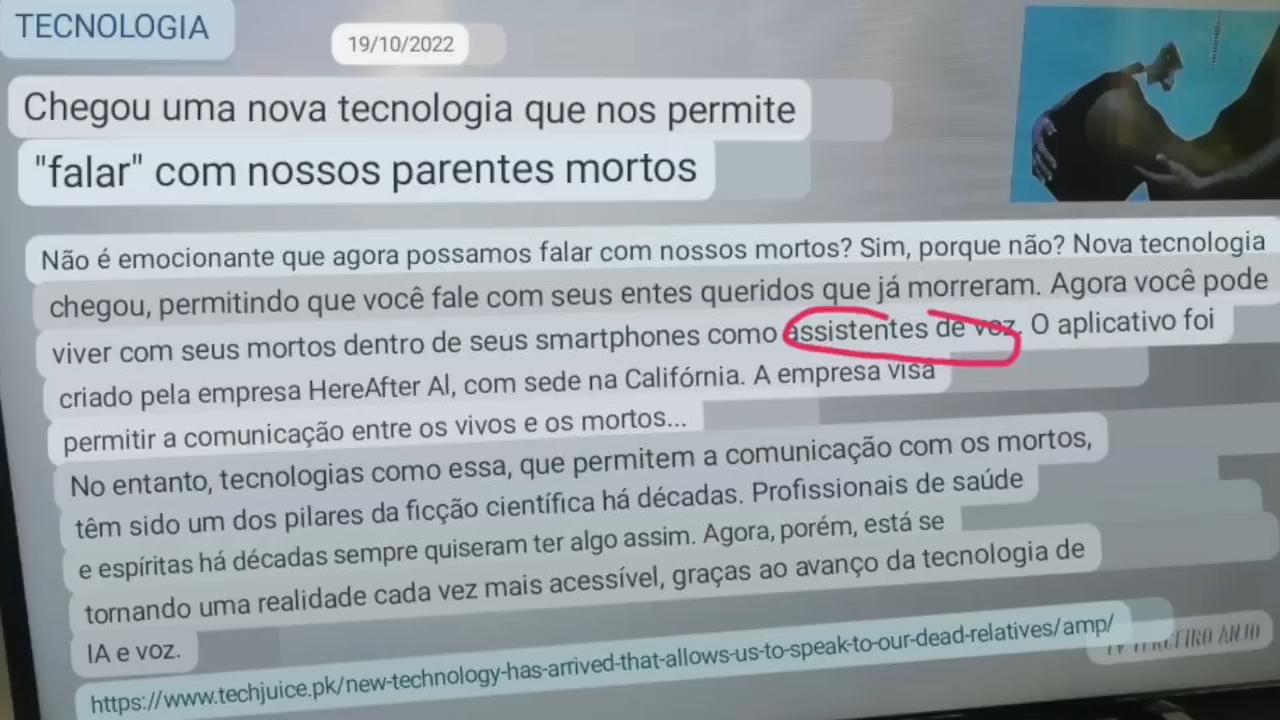 TECNOLOGIA
19/10/2022
Chegou uma nova tecnologia que nos permite
"falar" com nossos parentes mortos
Não é emocionante que agora possamos falar com nossos mortos? Sim, porque não? Nova tecnologia
chegou, permitindo que você fale com seus entes queridos que já morreram. Agora você pode
viver com seus mortos dentro de seus smartphones como assistentes de voz. O aplicativo foi
criado pela empresa HereAfter Al, com sede na Califórnia. A empresa visa
permitir a comunicação entre os vivos e os mortos...
No entanto, tecnologias como essa, que permitem a comunicação com os mortos,
têm sido um dos pilares da ficção científica há décadas. Profissionais de saúde
e espíritas há décadas sempre quiseram ter algo assim. Agora, porém, está se
tornando uma realidade cada vez mais acessível, graças ao avanço da tecnologia de
IA e voz.
https://www.techjuice.pk/new-technology-has-arrived-that-allows-us-to-speak-to-our-dead-relatives/amp/
TV TERCEIRO ANJO